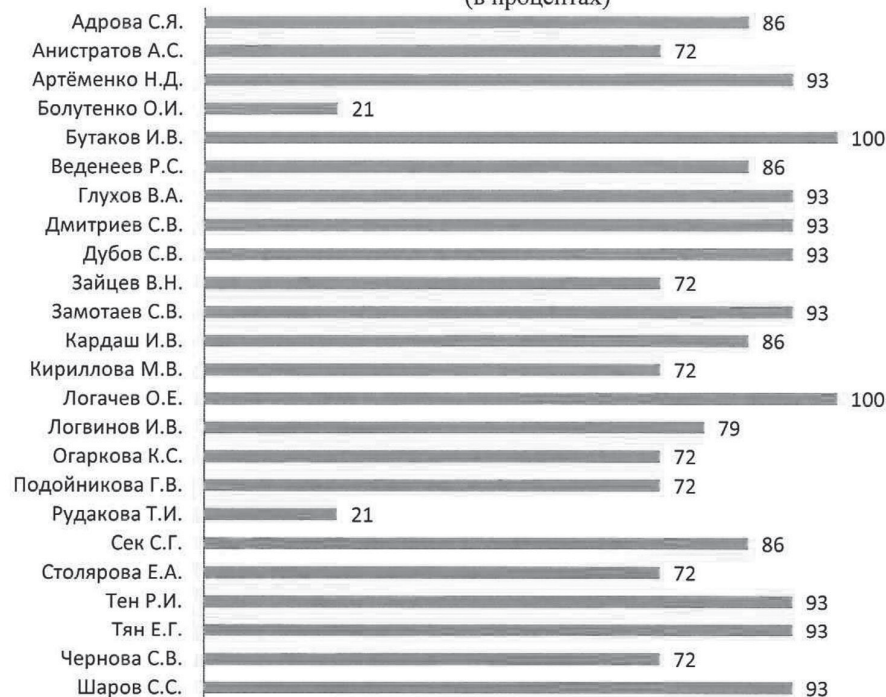 (в процентах)
Адрова С.Я. 86
Анистратов А.С. 72
Артёменко Н.Д. 93
Болутенко О.И. 21
Бутаков И.В. 100
Веденеев Р.С. 86
Глухов В.А. 93
Дмитриев С.В. 93
Дубов С.В. 93
Зайцев В.Н. 72
Замотаев С.В. 93
Кардаш И.В. 86
Кириллова М.В. 72
Логачев О.Е. 100
Логвинов И.В. 79
Огаркова К.С. 72
Подойникова Г.В. 72
Рудакова Т.И. 21
Сек С.Г. 86
Столярова Е.А. 72
Тен Р.И. 93
Тян Е.Г. 93
Чернова С.В. 72
Шаров С.С. 93